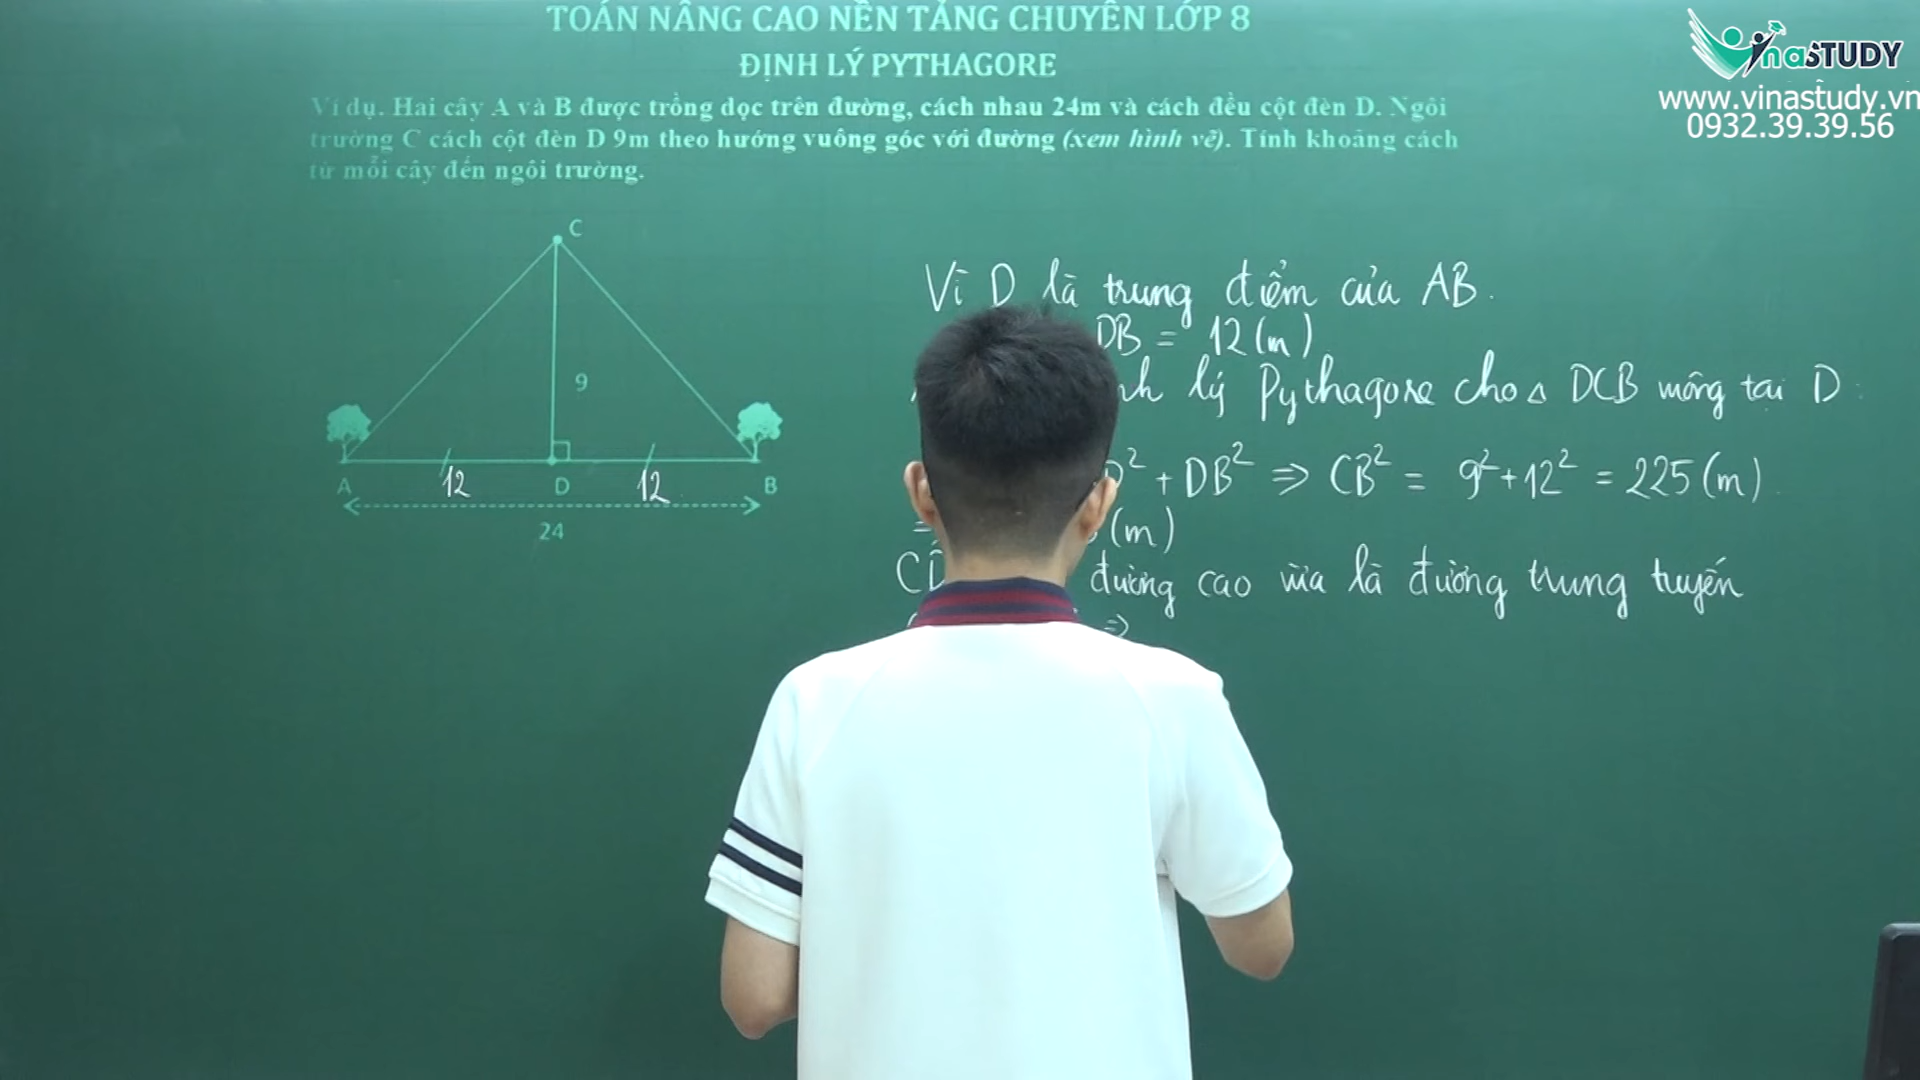 TOÁN NÂNG CAO NỀN TẢNG CHUYÊN LỚP 8
ĐỊNH LÝ PYTHAGORE
Ví dụ. Hai cây A và B được trồng dọc trên đường, cách nhau 24m và cách đều cột đèn D. Ngôi
trường C cách cột đèn D 9m theo hướng vuông góc với đường (xem hình vẽ). Tính khoảng cách
từ mỗi cây đến ngôi trường.
VinaSTUDY
www.vinastudy.vn
0932.39.39.56
C
9
A
12
D
12
B
24
Vì D là trung điểm của AB.
DB = 12 (m)
lý Pythagore cho △ DCB vuông tại D
² + DB² ⇒ CB² = 9² + 12² = 225 (m)
(m)
đường cao vừa là đường trung tuyến
⇒